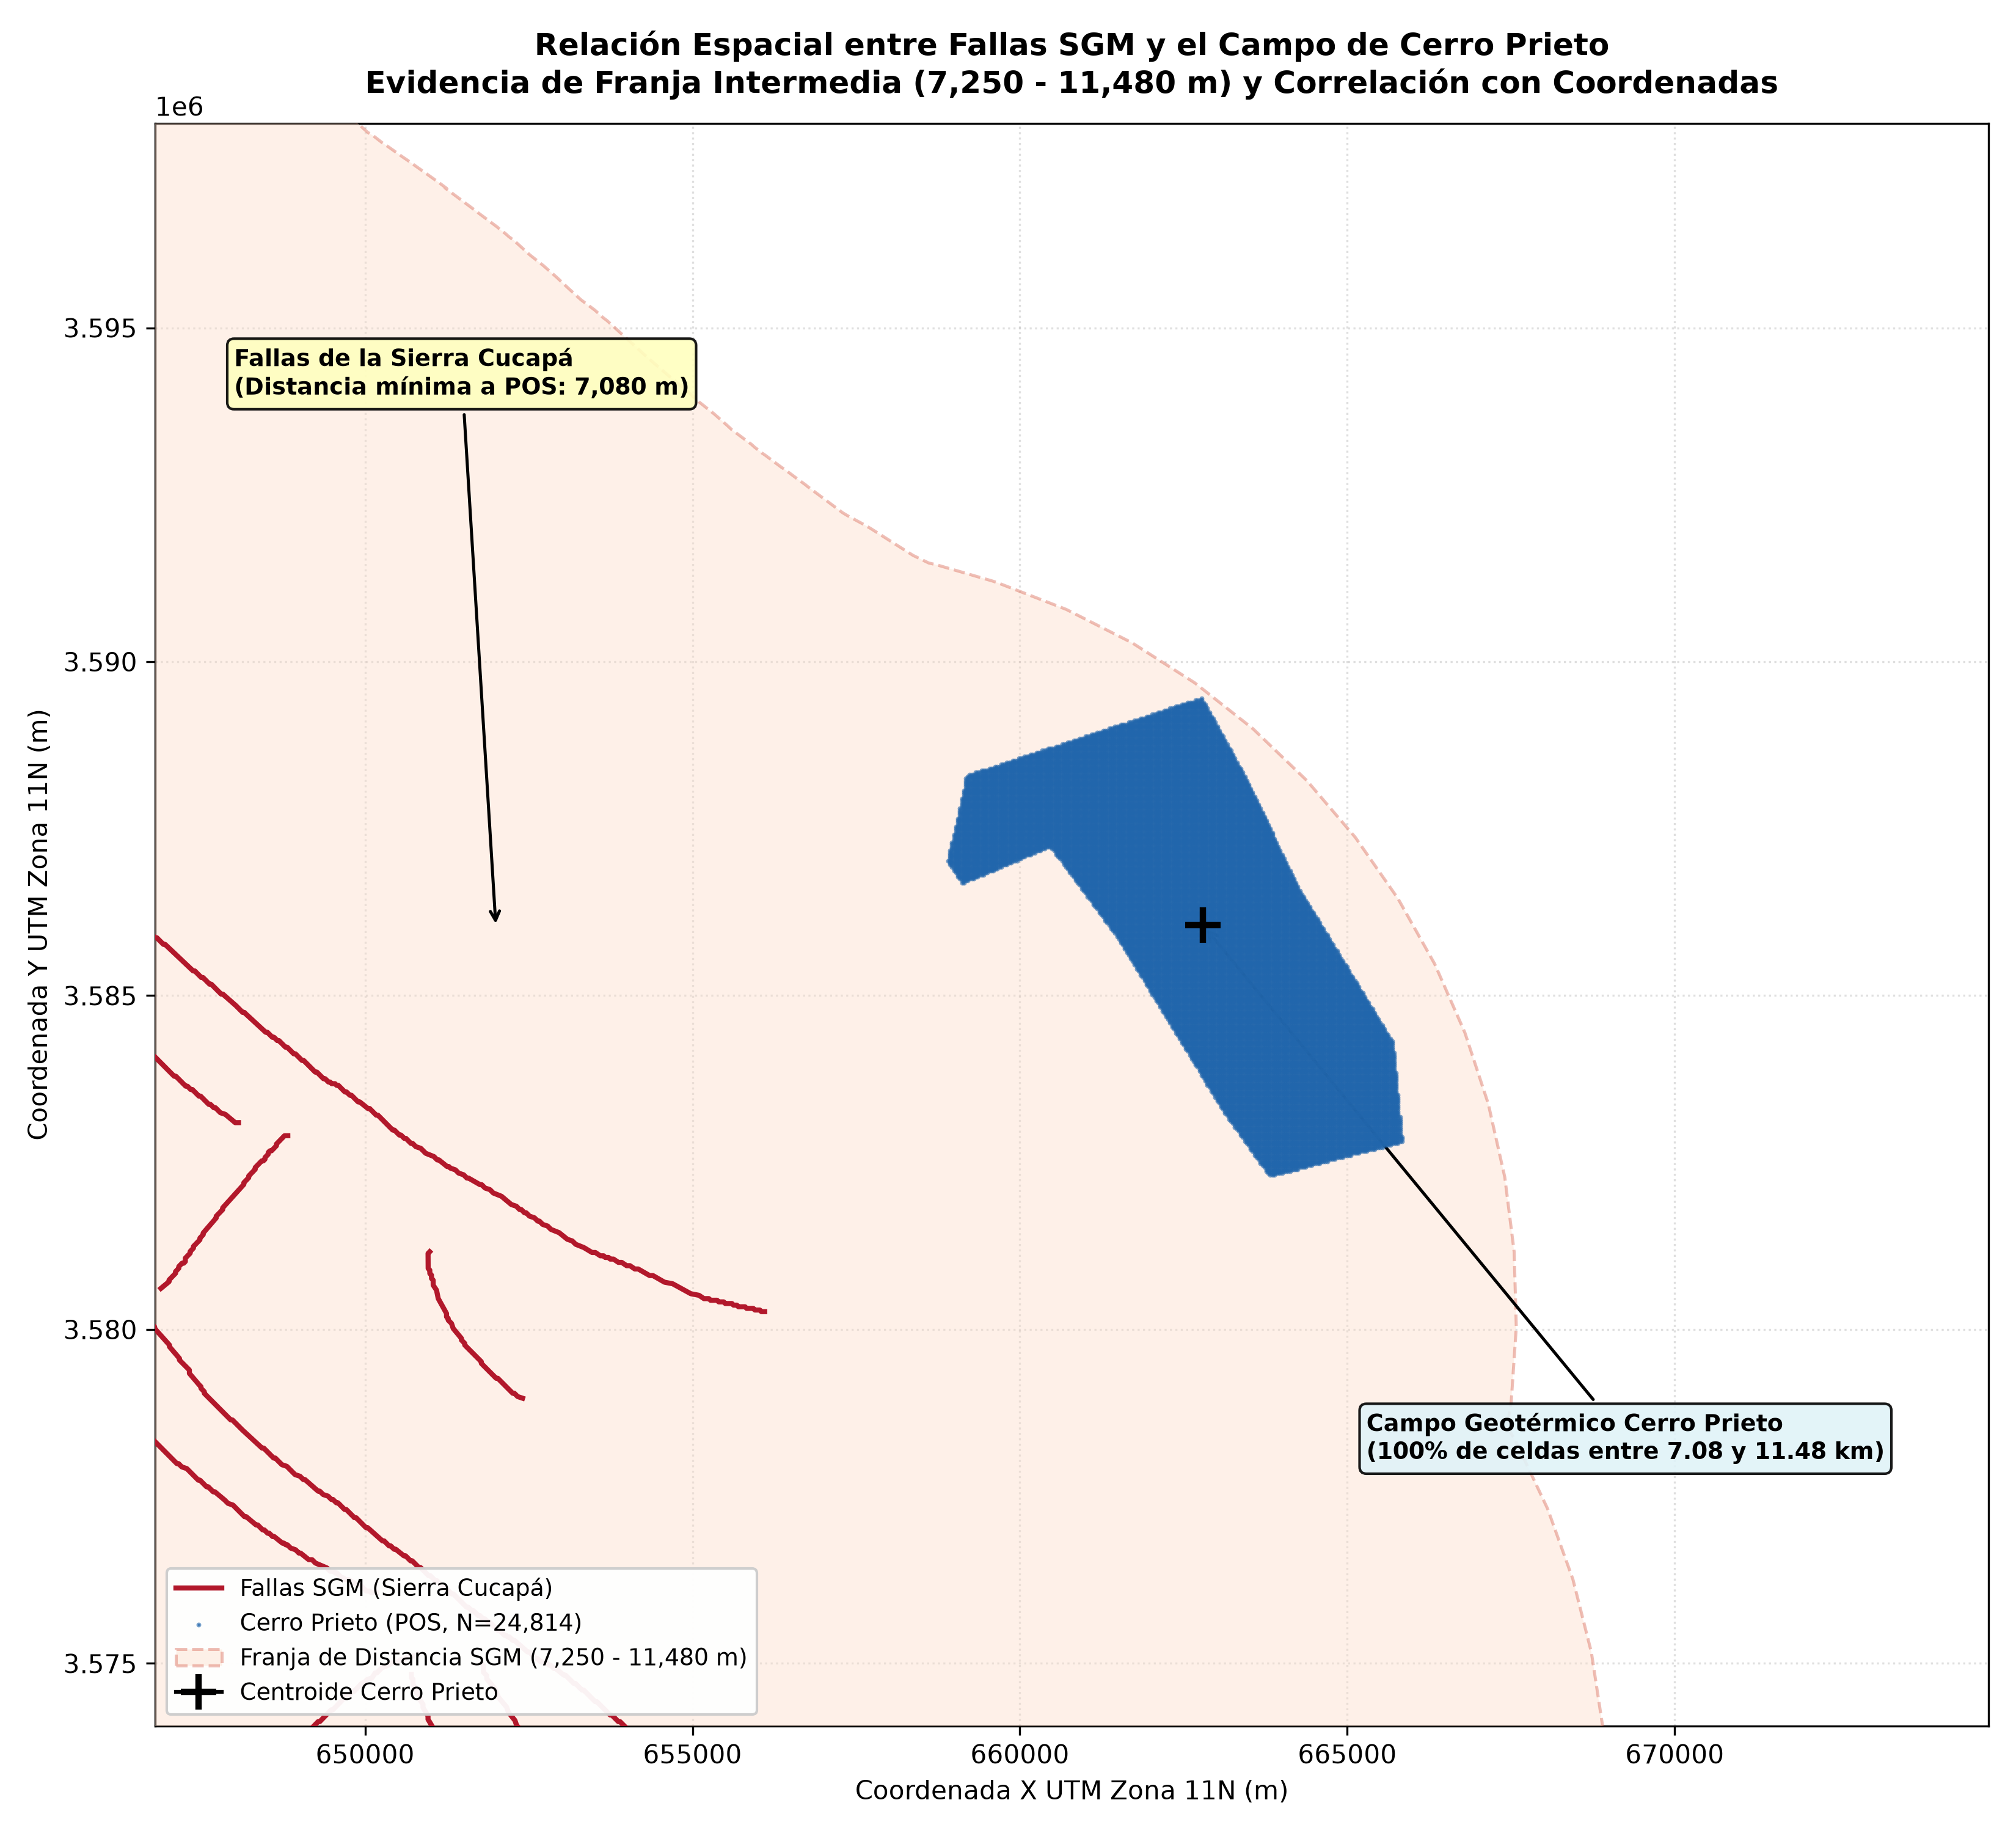 Relación Espacial entre Fallas SGM y el Campo de Cerro Prieto
Evidencia de Franja Intermedia (7,250 - 11,480 m) y Correlación con Coordenadas
1e6
3.595
3.590
3.585
3.580
3.575
Coordenada Y UTM Zona 11N (m)
Fallas de la Sierra Cucapá
(Distancia mínima a POS: 7,080 m)
Campo Geotérmico Cerro Prieto
(100% de celdas entre 7.08 y 11.48 km)
Fallas SGM (Sierra Cucapá)
Cerro Prieto (POS, N=24,814)
Franja de Distancia SGM (7,250 - 11,480 m)
Centroide Cerro Prieto
650000 655000 660000 665000 670000
Coordenada X UTM Zona 11N (m)